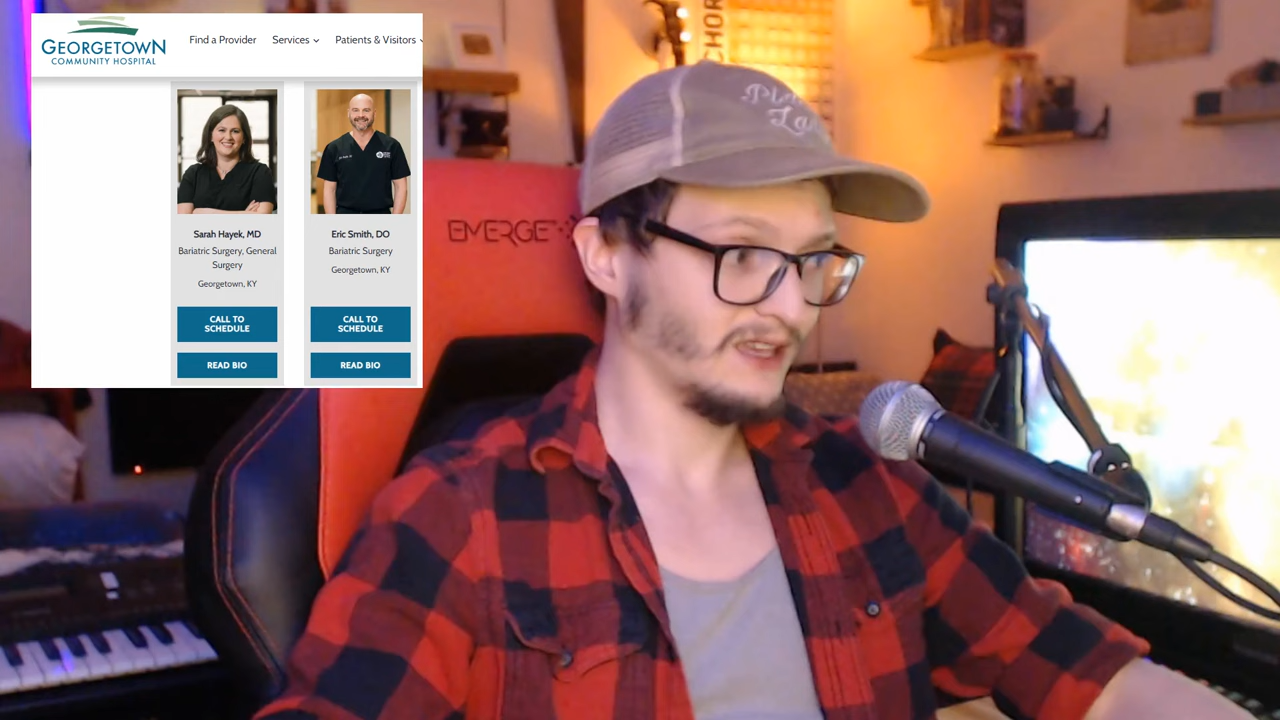 GEORGETOWN
COMMUNITY HOSPITAL
Find a Provider Services Patients & Visitors
Sarah Hayek, MD
Bariatric Surgery, General
Surgery
Georgetown, KY
CALL TO
SCHEDULE
READ BIO
Eric Smith, DO
Bariatric Surgery
Georgetown, KY
CALL TO
SCHEDULE
READ BIO
EMERGE
CHOR